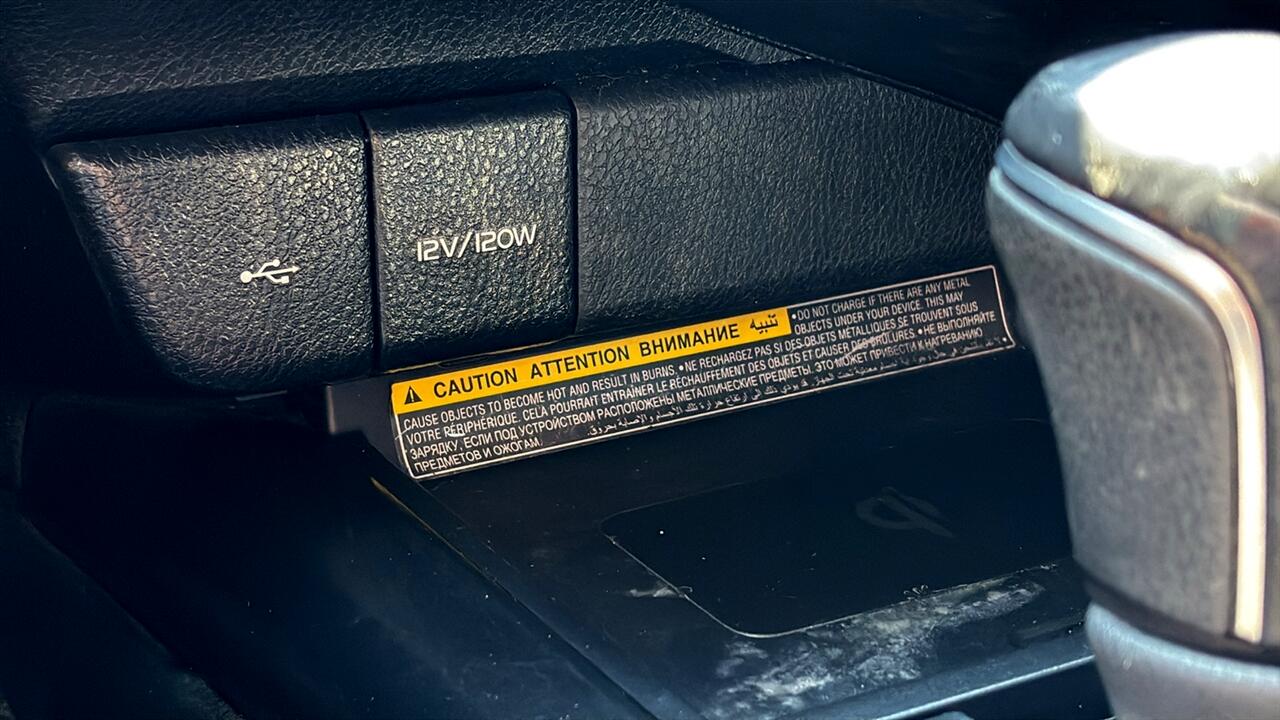 12V/120W
CAUTION ATTENTION ВНИМАНИЕ تنبيه
• DO NOT CHARGE IF THERE ARE ANY METAL
OBJECTS UNDER YOUR DEVICE. THIS MAY
CAUSE OBJECTS TO BECOME HOT AND RESULT IN BURNS. • NE RECHARGEZ PAS SI DES OBJETS MÉTALLIQUES SE TROUVENT SOUS
VOTRE PÉRIPHÉRIQUE. CELA POURRAIT ENTRAÎNER LE RÉCHAUFFEMENT DES OBJETS ET CAUSER DES BRÛLURES. • НЕ ВЫПОЛНЯЙТЕ
ЗАРЯДКУ, ЕСЛИ ПОД УСТРОЙСТВОМ РАСПОЛОЖЕНЫ МЕТАЛЛИЧЕСКИЕ ПРЕДМЕТЫ. ЭТО МОЖЕТ ПРИВЕСТИ К НАГРЕВАНИЮ
ПРЕДМЕТОВ И ОЖОГАМ.